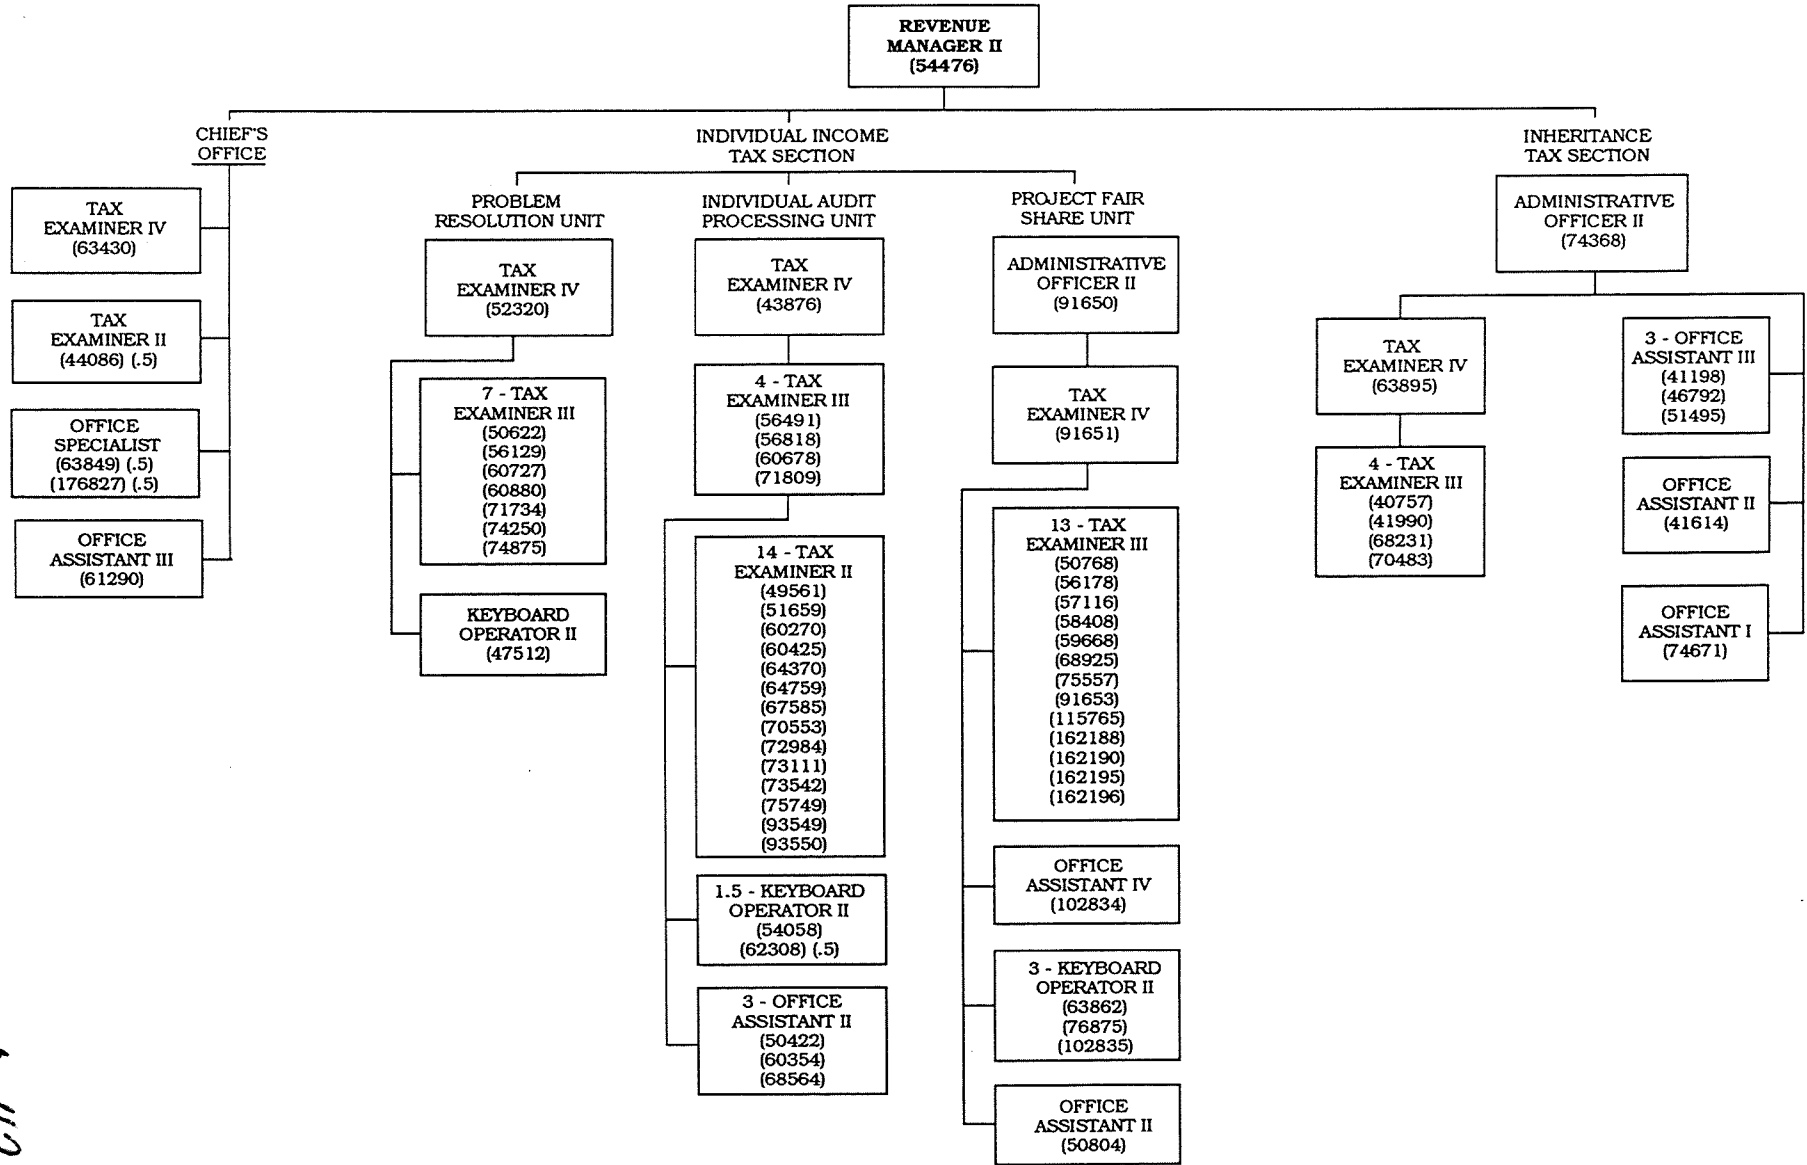 REVENUE
MANAGER II
(54476)
CHIEF'S
OFFICE
TAX
EXAMINER IV
(63430)
TAX
EXAMINER II
(44086) (.5)
OFFICE
SPECIALIST
(63849) (.5)
(176827) (.5)
OFFICE
ASSISTANT III
(61290)
INDIVIDUAL INCOME
TAX SECTION
PROBLEM
RESOLUTION UNIT
TAX
EXAMINER IV
(52320)
7 - TAX
EXAMINER III
(50622)
(56129)
(60727)
(60880)
(71734)
(74250)
(74875)
KEYBOARD
OPERATOR II
(47512)
INDIVIDUAL AUDIT
PROCESSING UNIT
TAX
EXAMINER IV
(43876)
4 - TAX
EXAMINER III
(56491)
(56818)
(60678)
(71809)
14 - TAX
EXAMINER II
(49561)
(51659)
(60270)
(60425)
(64370)
(64759)
(67585)
(70553)
(72984)
(73111)
(73542)
(75749)
(93549)
(93550)
1.5 - KEYBOARD
OPERATOR II
(54058)
(62308) (.5)
3 - OFFICE
ASSISTANT II
(50422)
(60354)
(68564)
PROJECT FAIR
SHARE UNIT
ADMINISTRATIVE
OFFICER II
(91650)
TAX
EXAMINER IV
(91651)
13 - TAX
EXAMINER III
(50768)
(56178)
(57116)
(58408)
(59668)
(68925)
(75557)
(91653)
(115765)
(162188)
(162190)
(162195)
(162196)
OFFICE
ASSISTANT IV
(102834)
3 - KEYBOARD
OPERATOR II
(63862)
(76875)
(102835)
OFFICE
ASSISTANT II
(50804)
INHERITANCE
TAX SECTION
ADMINISTRATIVE
OFFICER II
(74368)
TAX
EXAMINER IV
(63895)
4 - TAX
EXAMINER III
(40757)
(41990)
(68231)
(70483)
3 - OFFICE
ASSISTANT III
(41198)
(46792)
(51495)
OFFICE
ASSISTANT II
(41614)
OFFICE
ASSISTANT I
(74671)